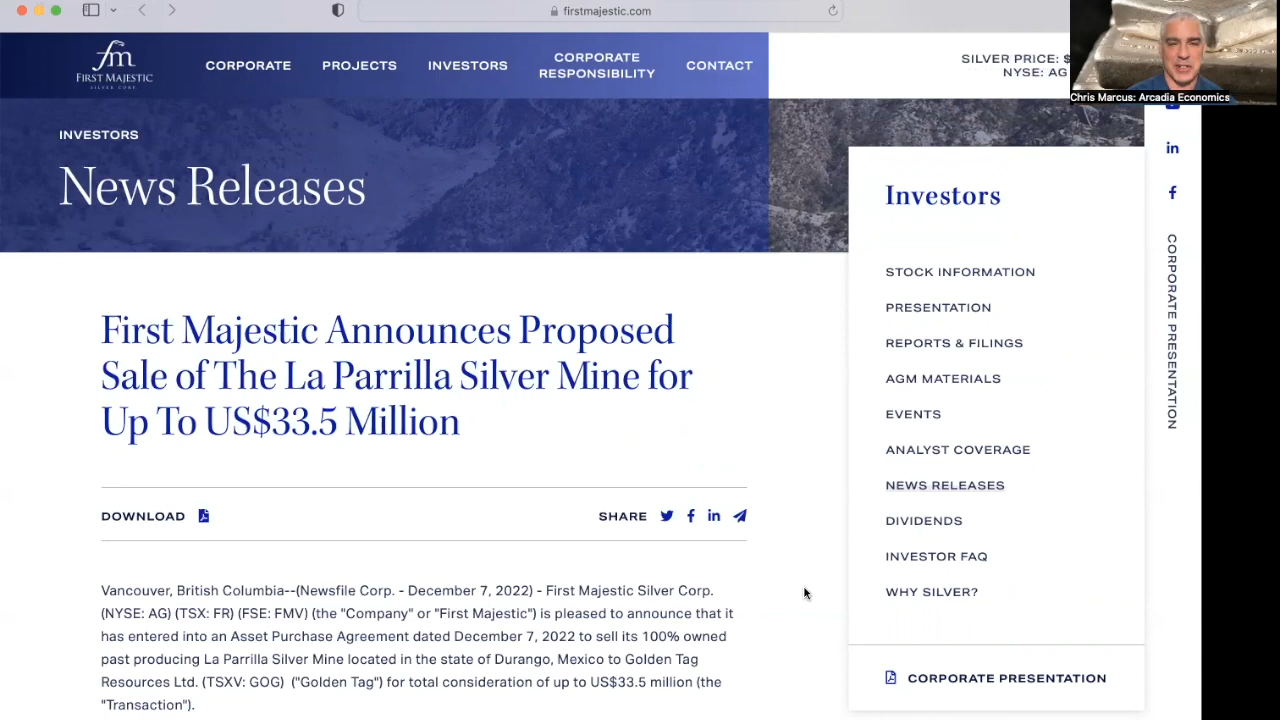 firstmajestic.com
fm
FIRST MAJESTIC
SILVER CORP.
CORPORATE
PROJECTS
INVESTORS
CORPORATE
RESPONSIBILITY
CONTACT
SILVER PRICE: $
NYSE: AG
Chris Marcus: Arcadia Economics
INVESTORS
News Releases
First Majestic Announces Proposed
Sale of The La Parrilla Silver Mine for
Up To US$33.5 Million
DOWNLOAD
SHARE
Vancouver, British Columbia--(Newsfile Corp. - December 7, 2022) - First Majestic Silver Corp.
(NYSE: AG) (TSX: FR) (FSE: FMV) (the "Company" or "First Majestic") is pleased to announce that it
has entered into an Asset Purchase Agreement dated December 7, 2022 to sell its 100% owned
past producing La Parrilla Silver Mine located in the state of Durango, Mexico to Golden Tag
Resources Ltd. (TSXV: GOG) ("Golden Tag") for total consideration of up to US$33.5 million (the
"Transaction").
Investors
STOCK INFORMATION
PRESENTATION
REPORTS & FILINGS
AGM MATERIALS
EVENTS
ANALYST COVERAGE
NEWS RELEASES
DIVIDENDS
INVESTOR FAQ
WHY SILVER?
CORPORATE PRESENTATION
in
f
CORPORATE PRESENTATION